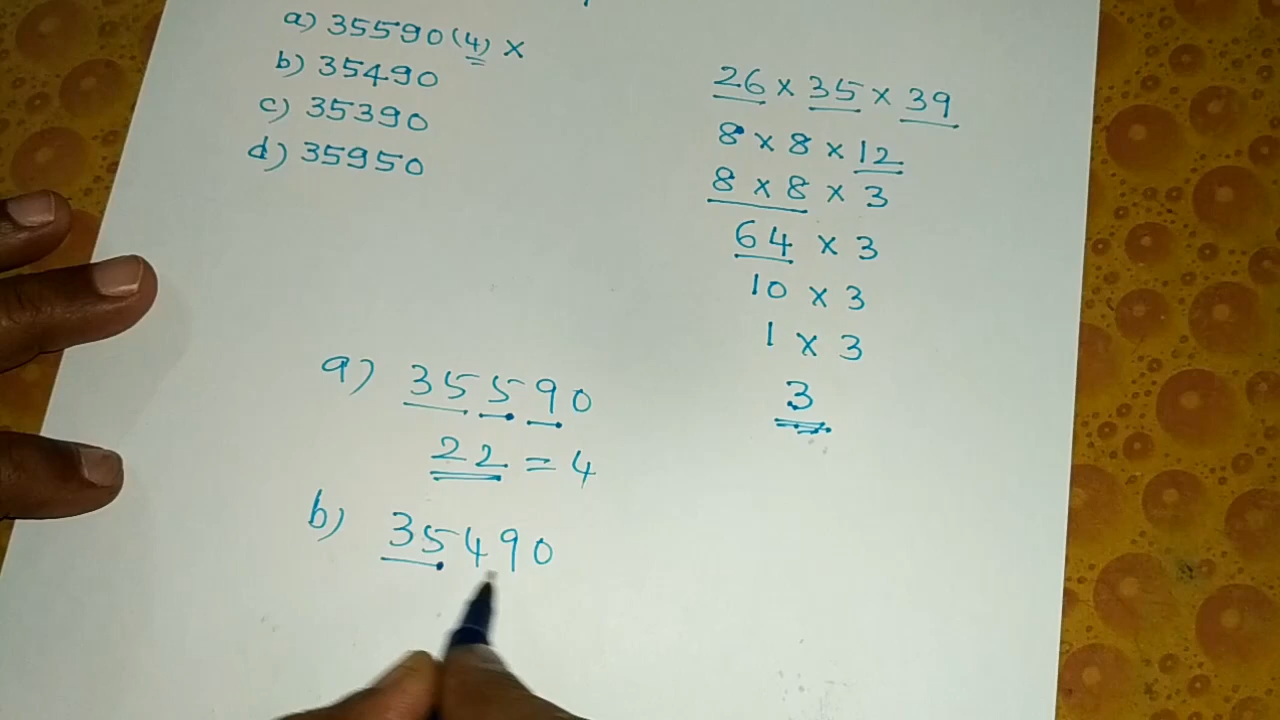 a) 35590(4) ×
b) 35490
c) 35390
d) 35950
26 × 35 × 39
8 × 8 × 12
8 × 8 × 3
64 × 3
10 × 3
1 × 3
3
a) 35590
22 = 4
b) 35490